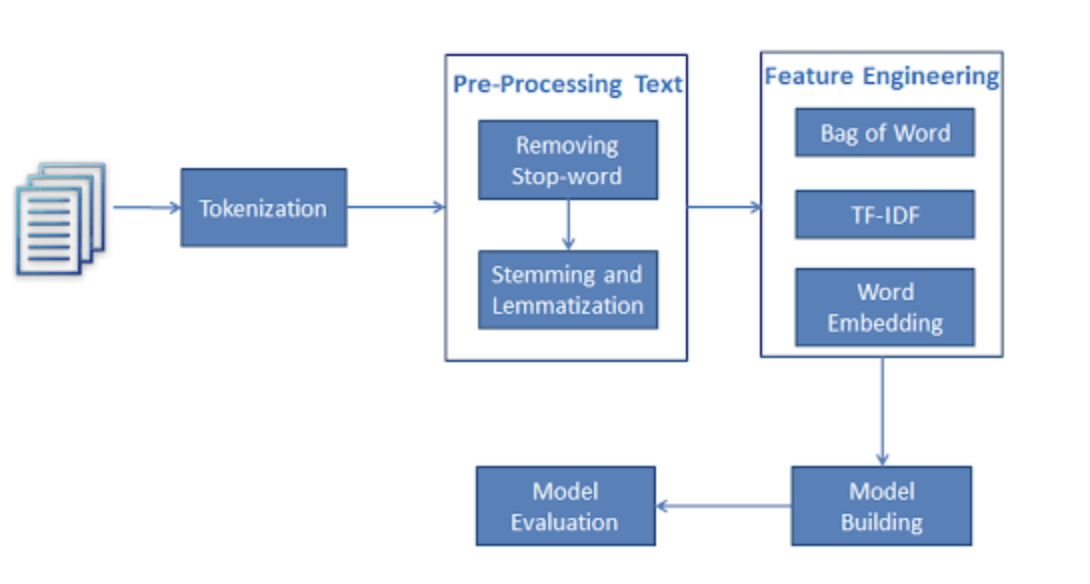 Tokenization
Pre-Processing Text
Removing
Stop-word
Stemming and
Lemmatization
Feature Engineering
Bag of Word
TF-IDF
Word
Embedding
Model
Building
Model
Evaluation